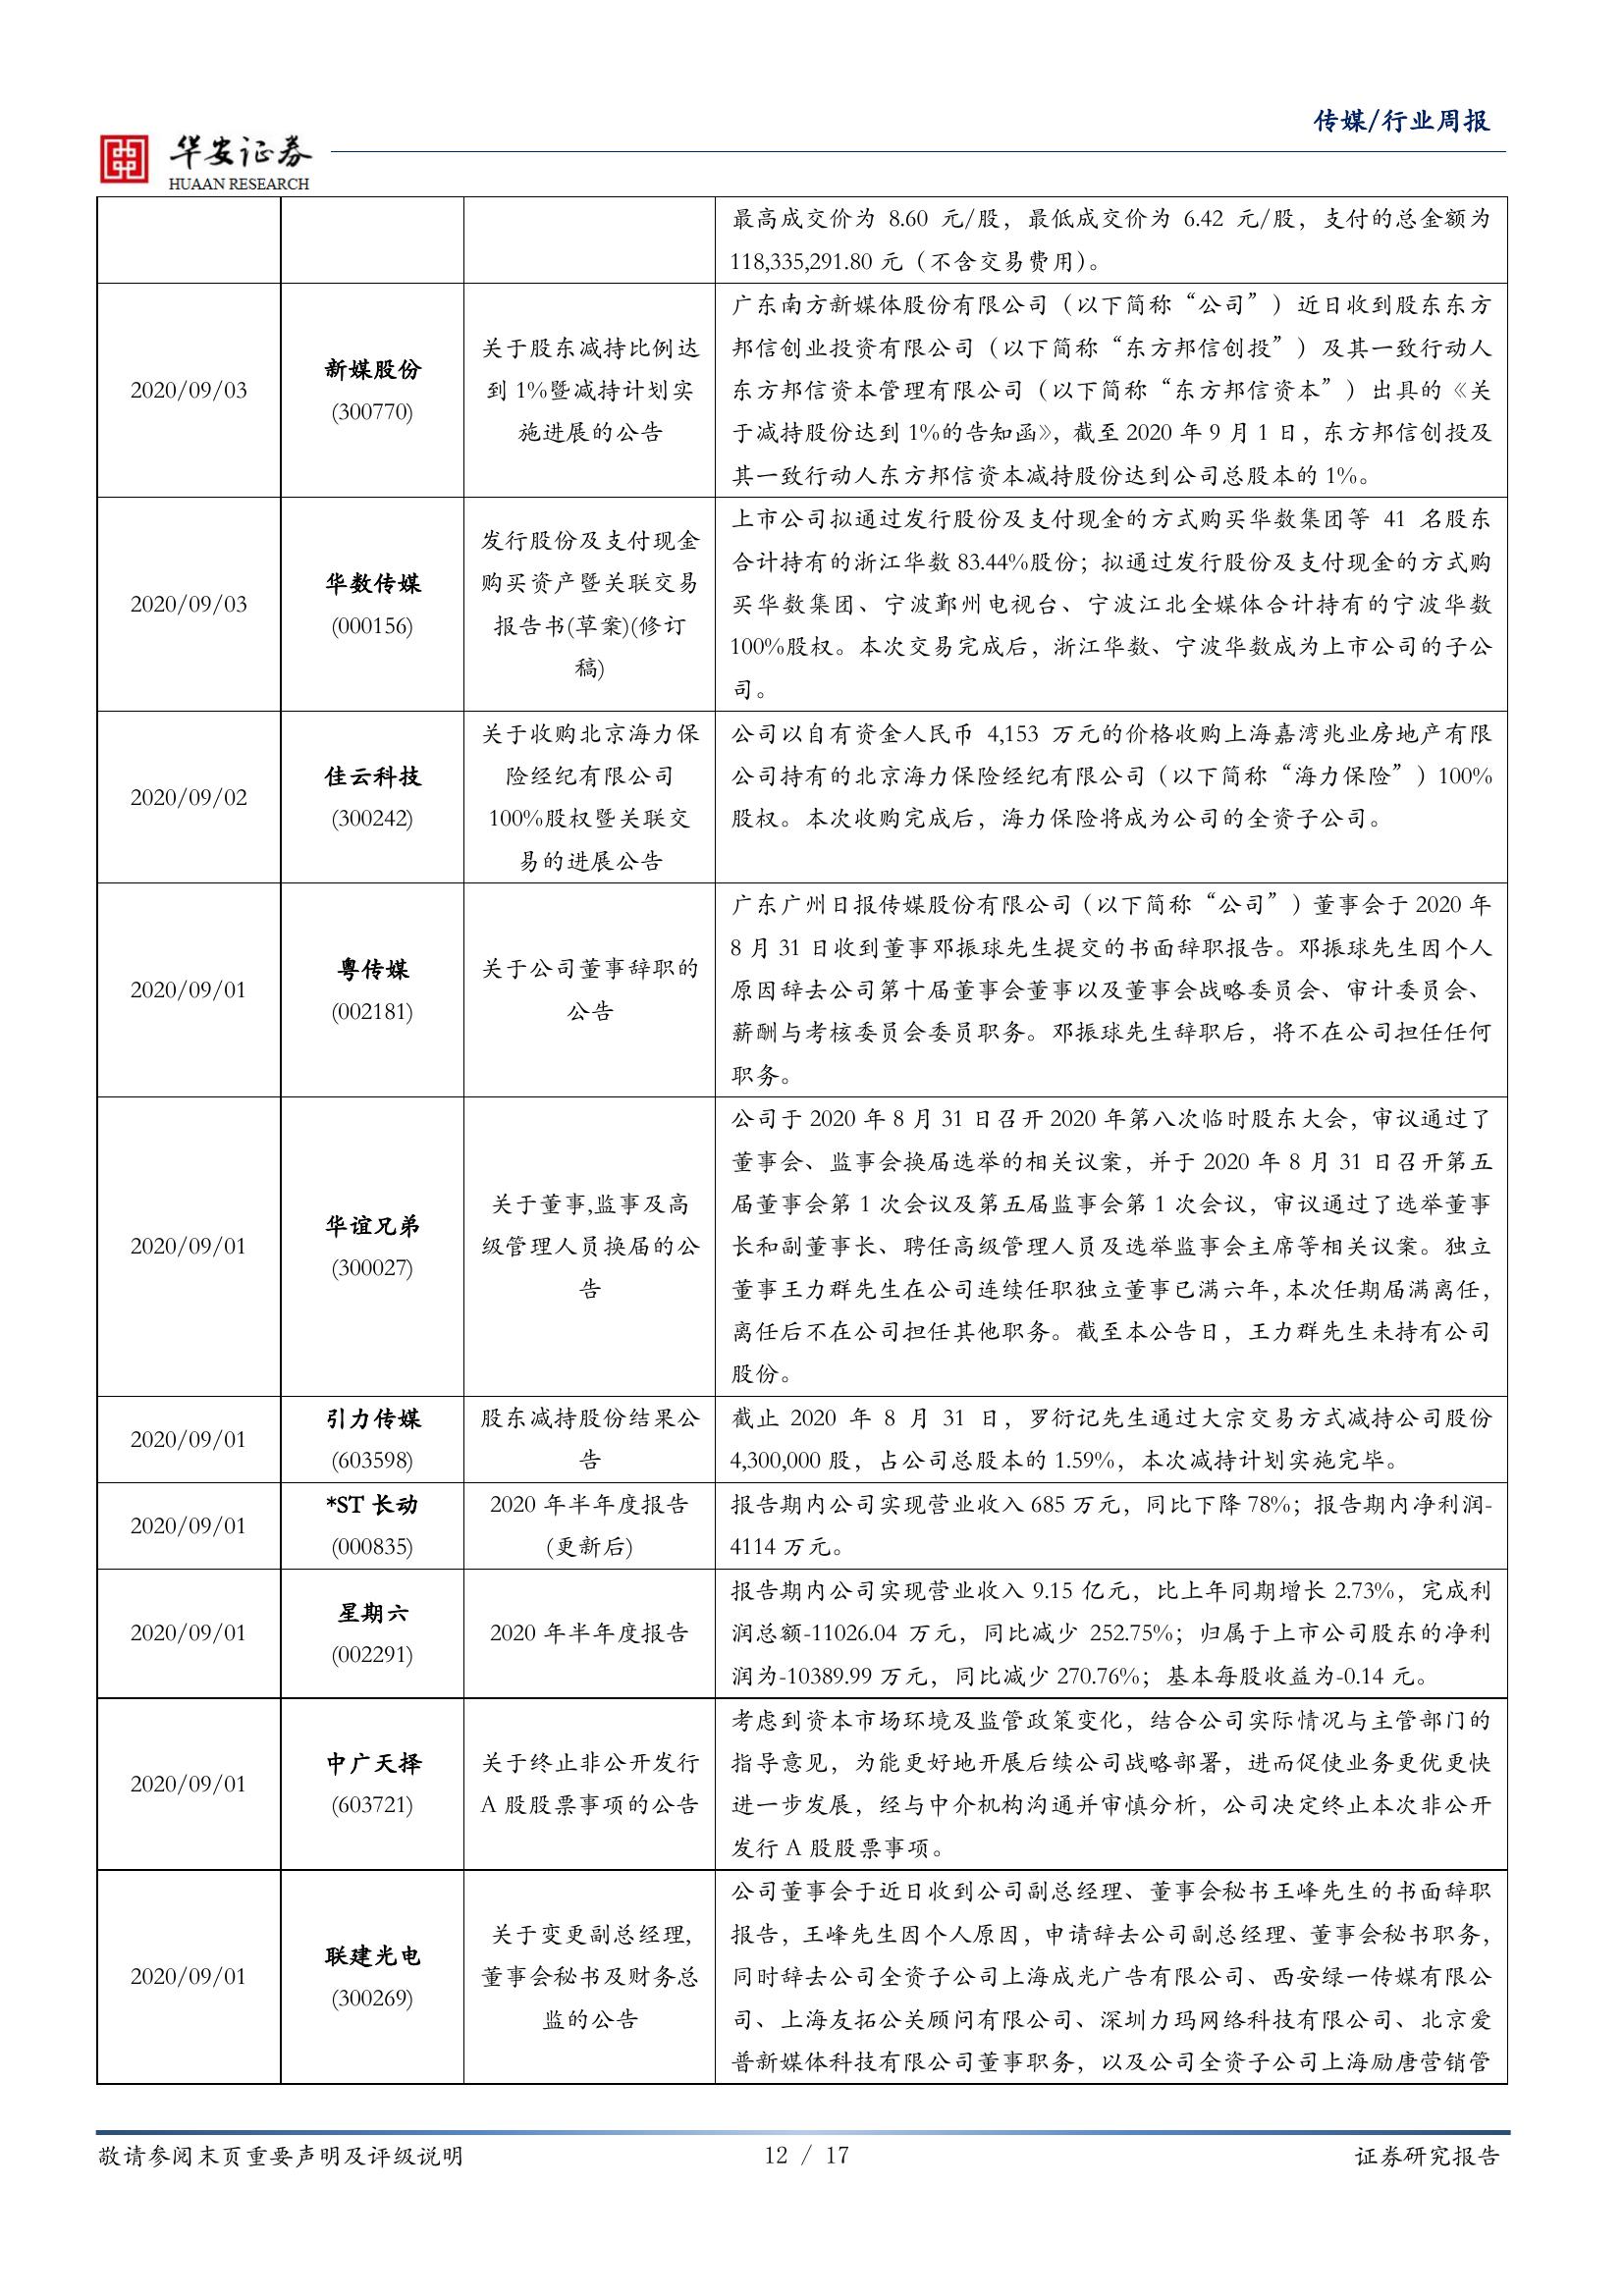 传媒/行业周报
华安证券
HUAAN RESEARCH
最高成交价为 8.60 元/股，最低成交价为 6.42 元/股，支付的总金额为
118,335,291.80 元（不含交易费用）。
2020/09/03
新媒股份
(300770)
关于股东减持比例达
到 1%暨减持计划实
施进展的公告
广东南方新媒体股份有限公司（以下简称“公司”）近日收到股东东方
邦信创业投资有限公司（以下简称“东方邦信创投”）及其一致行动人
东方邦信资本管理有限公司（以下简称“东方邦信资本”）出具的《关
于减持股份达到 1%的告知函》，截至 2020 年 9 月 1 日，东方邦信创投及
其一致行动人东方邦信资本减持股份达到公司总股本的 1%。
2020/09/03
华数传媒
(000156)
发行股份及支付现金
购买资产暨关联交易
报告书(草案)(修订
稿)
上市公司拟通过发行股份及支付现金的方式购买华数集团等 41 名股东
合计持有的浙江华数 83.44%股份；拟通过发行股份及支付现金的方式购
买华数集团、宁波鄞州电视台、宁波江北全媒体合计持有的宁波华数
100%股权。本次交易完成后，浙江华数、宁波华数成为上市公司的子公
司。
2020/09/02
佳云科技
(300242)
关于收购北京海力保
险经纪有限公司
100%股权暨关联交
易的进展公告
公司以自有资金人民币 4,153 万元的价格收购上海嘉湾兆业房地产有限
公司持有的北京海力保险经纪有限公司（以下简称“海力保险”）100%
股权。本次收购完成后，海力保险将成为公司的全资子公司。
2020/09/01
粤传媒
(002181)
关于公司董事辞职的
公告
广东广州日报传媒股份有限公司（以下简称“公司”）董事会于 2020 年
8 月 31 日收到董事邓振球先生提交的书面辞职报告。邓振球先生因个人
原因辞去公司第十届董事会董事以及董事会战略委员会、审计委员会、
薪酬与考核委员会委员职务。邓振球先生辞职后，将不在公司担任任何
职务。
2020/09/01
华谊兄弟
(300027)
关于董事,监事及高
级管理人员换届的公
告
公司于 2020 年 8 月 31 日召开 2020 年第八次临时股东大会，审议通过了
董事会、监事会换届选举的相关议案，并于 2020 年 8 月 31 日召开第五
届董事会第 1 次会议及第五届监事会第 1 次会议，审议通过了选举董事
长和副董事长、聘任高级管理人员及选举监事会主席等相关议案。独立
董事王力群先生在公司连续任职独立董事已满六年，本次任期届满离任，
离任后不在公司担任其他职务。截至本公告日，王力群先生未持有公司
股份。
2020/09/01
引力传媒
(603598)
股东减持股份结果公
告
截止 2020 年 8 月 31 日，罗衍记先生通过大宗交易方式减持公司股份
4,300,000 股，占公司总股本的 1.59%，本次减持计划实施完毕。
2020/09/01
*ST 长动
(000835)
2020 年半年度报告
(更新后)
报告期内公司实现营业收入 685 万元，同比下降 78%；报告期内净利润-
4114 万元。
2020/09/01
星期六
(002291)
2020 年半年度报告
报告期内公司实现营业收入 9.15 亿元，比上年同期增长 2.73%，完成利
润总额-11026.04 万元，同比减少 252.75%；归属于上市公司股东的净利
润为-10389.99 万元，同比减少 270.76%；基本每股收益为-0.14 元。
2020/09/01
中广天择
(603721)
关于终止非公开发行
A 股股票事项的公告
考虑到资本市场环境及监管政策变化，结合公司实际情况与主管部门的
指导意见，为能更好地开展后续公司战略部署，进而促使业务更优更快
进一步发展，经与中介机构沟通并审慎分析，公司决定终止本次非公开
发行 A 股股票事项。
2020/09/01
联建光电
(300269)
关于变更副总经理,
董事会秘书及财务总
监的公告
公司董事会于近日收到公司副总经理、董事会秘书王峰先生的书面辞职
报告，王峰先生因个人原因，申请辞去公司副总经理、董事会秘书职务，
同时辞去公司全资子公司上海成光广告有限公司、西安绿一传媒有限公
司、上海友拓公关顾问有限公司、深圳力玛网络科技有限公司、北京爱
普新媒体科技有限公司董事职务，以及公司全资子公司上海励唐营销管
敬请参阅末页重要声明及评级说明
12 / 17
证券研究报告